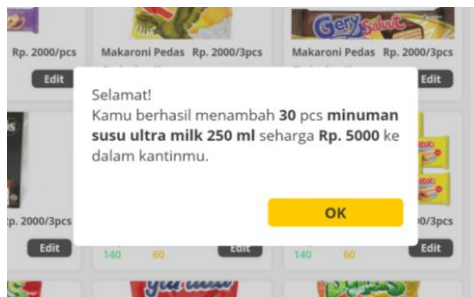 Gery Saluut
Rp. 2000/pcs
Makaroni Pedas Rp. 2000/3pcs
Makaroni Pedas Rp. 2000/3pcs
Edit
Edit
Selamat!
Kamu berhasil menambah 30 pcs minuman
susu ultra milk 250 ml seharga Rp. 5000 ke
dalam kantinmu.
OK
p. 2000/3pcs
0/3pcs
Edit
140 60
Edit
140 60
Edit